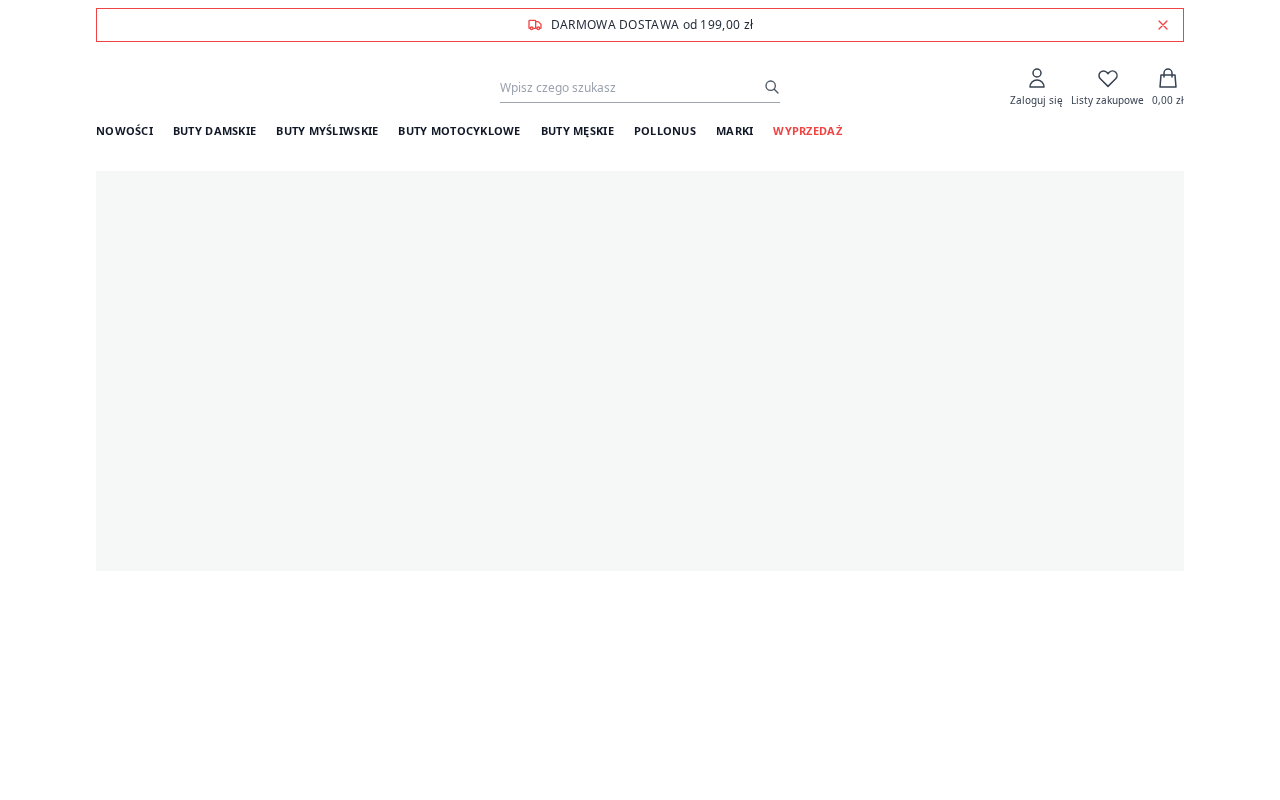 DARMOWA DOSTAWA od 199,00 zł
Wpisz czego szukasz
Zaloguj się
Listy zakupowe
0,00 zł
NOWOŚCI BUTY DAMSKIE BUTY MYŚLIWSKIE BUTY MOTOCYKLOWE BUTY MĘSKIE POLLONUS MARKI WYPRZEDAŻ